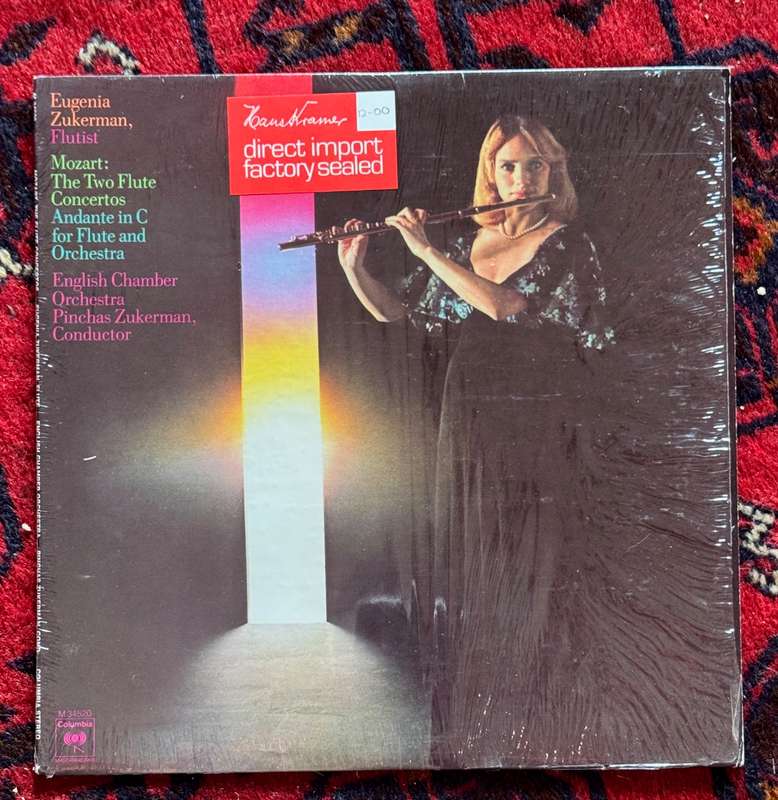 Eugenia
Zukerman,
Flutist
Mozart:
The Two Flute
Concertos
Andante in C
for Flute and
Orchestra
English Chamber
Orchestra
Pinchas Zukerman,
Conductor
Hans Kramer
12-00
direct import
factory sealed
M 34520
Columbia